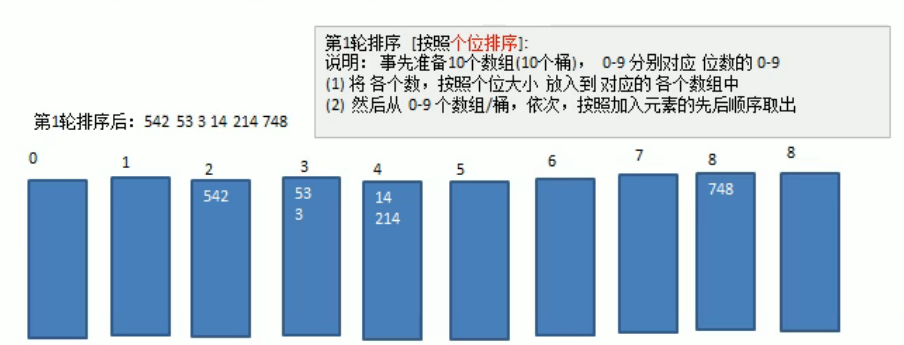 第1轮排序 [按照个位排序]:
说明: 事先准备10个数组(10个桶), 0-9 分别对应 位数的 0-9
(1) 将 各个数，按照个位大小 放入到 对应的 各个数组中
(2) 然后从 0-9 个数组/桶，依次，按照加入元素的先后顺序取出
第1轮排序后: 542 53 3 14 214 748
0 1 2 3 4 5 6 7 8 8
542 53 14 748
3 214